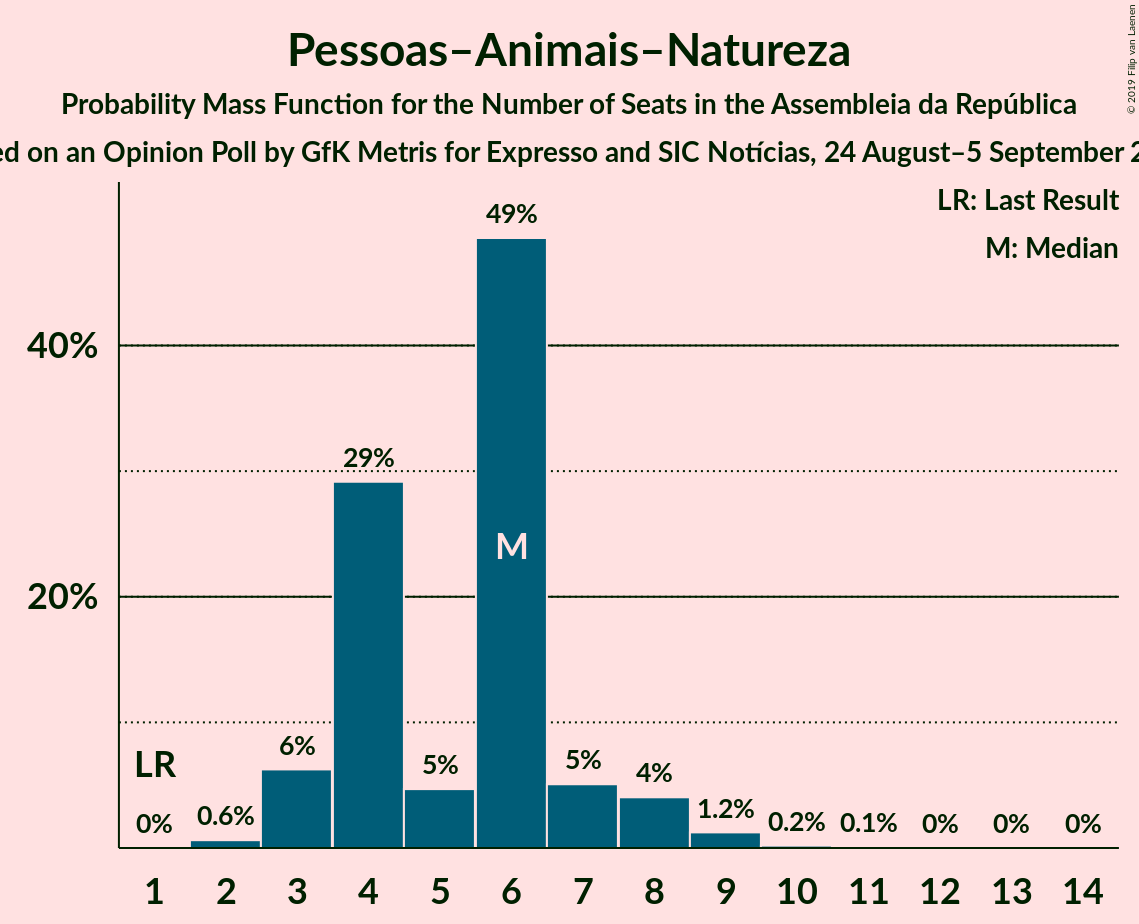 Pessoas–Animais–Natureza
Probability Mass Function for the Number of Seats in the Assembleia da República
on an Opinion Poll by GfK Metris for Expresso and SIC Notícias, 24 August–5 September
© 2019 Filip van Laenen
LR: Last Result
M: Median
49%
40%
29%
M
20%
6%
5%
5%
4%
LR
0%
0.6%
1.2%
0.2%
0.1%
0%
0%
0%
1 2 3 4 5 6 7 8 9 10 11 12 13 14